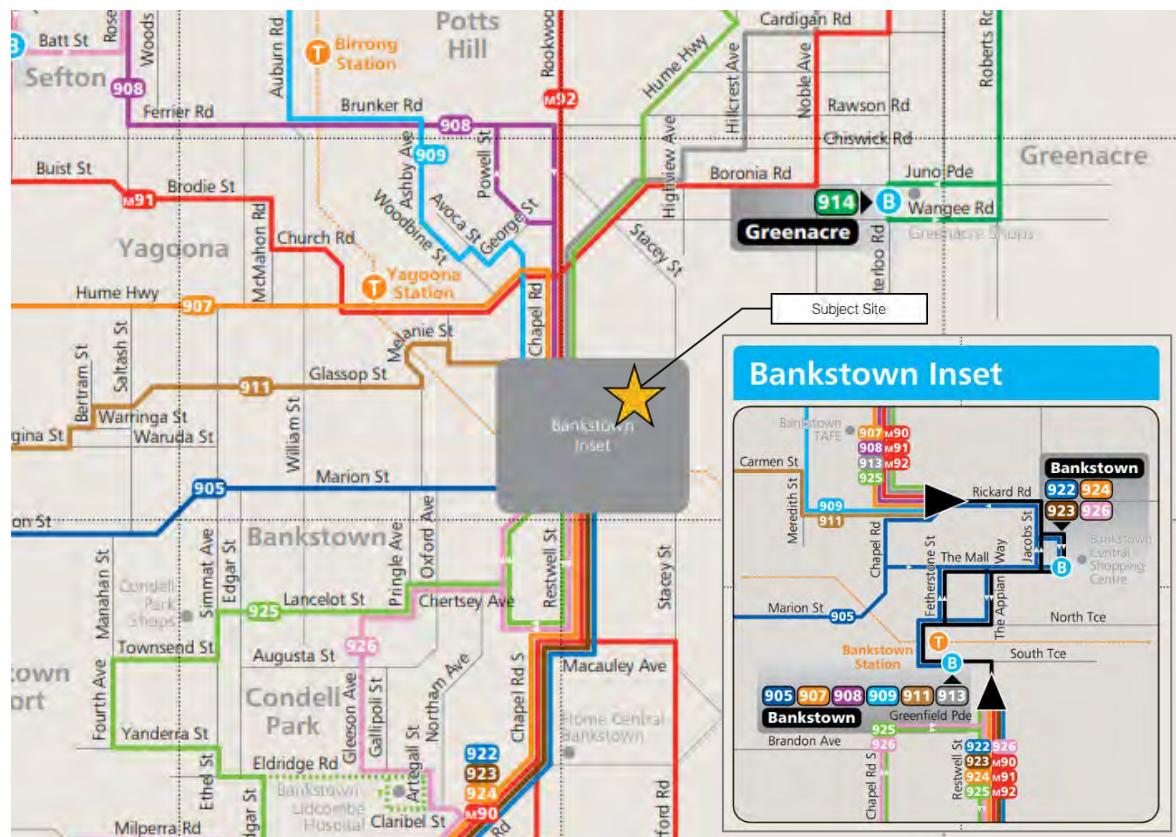 Batt St
B
Rose
Woods
Sefton
908
Ferrier Rd
Auburn Rd
T
Birrong
Station
Potts
Hill
Rookwoo
M92
Brunker Rd
908
909
Ashby Ave
Powell St
Hume Hwy
Cardigan Rd
Hillcrest Ave
Noble Ave
Roberts Ro
Rawson Rd
Chiswick Rd
Greenacre
Highview Ave
Boronia Rd
Juno Pde
914
B
Wangee Rd
Greenacre
Greenacre Shops
terloo Rd
Stacey St
Buist St
M91
Brodie St
Yagoona
McMahon Rd
Church Rd
Woodbine St
Avoca St
George St
T
Yagoona
Station
Chapel Rd
Hume Hwy
907
Subject Site
Melanie St
Saltash St
Bertram St
911
Glassop St
Warringa St
gina St
Waruda St
William St
Bankstown
Inset
905
Marion St
on St
Bankstown
Oxford Ave
Pringle Ave
Simmat Ave
Edgar St
Manahan St
Condell
Park
Shops
925
Lancelot St
Chertsey Ave
Restwell St
Stacey St
926
Townsend St
Augusta St
Macauley Ave
town
ort
Fourth Ave
Condell
Park
Gleeson Ave
Gallipoli St
Northam Ave
Chapel Rd S
Home Central
Bankstown
Yanderra St
Eldridge Rd
922
923
924
M90
Ethel St
Edgar St
Bankstown
Lidcombe
Hospital
Artegall St
Claribel St
Rd
fford Rd
Milperra Rd
Bankstown Inset
Bankstown
TAFE
907 M90
908 M91
913 M92
925
Carmen St
Meredith St
909
911
Rickard Rd
Bankstown
922 924
923 926
Chapel Rd
Fetherstone St
The Mall
The Appian Way
Jacobs St
B
Bankstown
Central
Shopping
Centre
Marion St
905
North Tce
T
Bankstown
Station
B
South Tce
905 907 908 909 911 913
Bankstown
Greenfield Pde
925
926
Brandon Ave
Chapel Rd S
Restwell St
922 926
923 M90
924 M91
925 M92